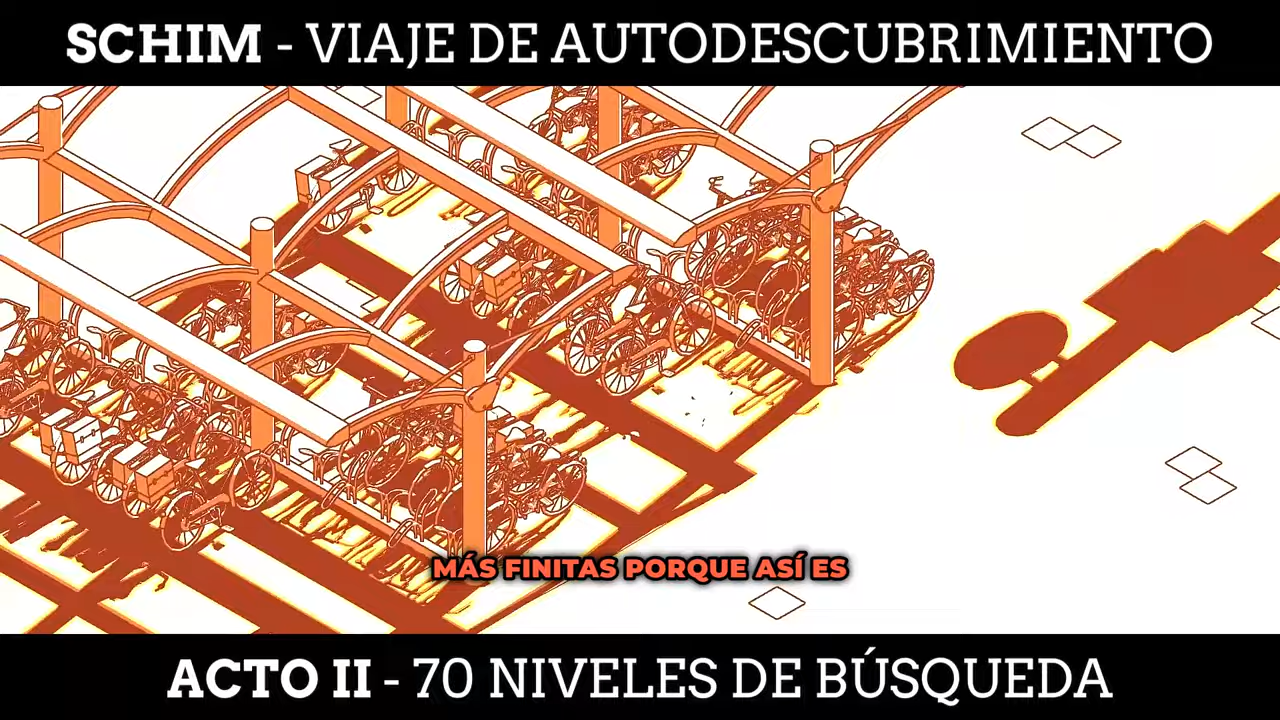 SCHIM - VIAJE DE AUTODESCUBRIMIENTO
MÁS FINITAS PORQUE ASÍ ES
ACTO II - 70 NIVELES DE BÚSQUEDA